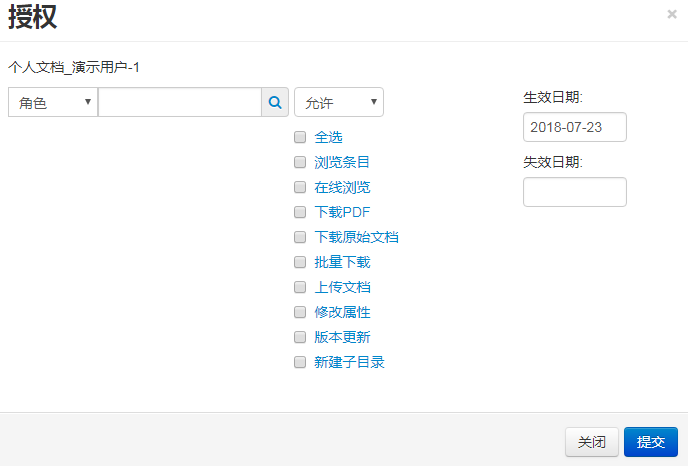 授权
×
个人文档_演示用户-1
角色
允许
全选
浏览条目
在线浏览
下载PDF
下载原始文档
批量下载
上传文档
修改属性
版本更新
新建子目录
生效日期:
2018-07-23
失效日期:
关闭
提交